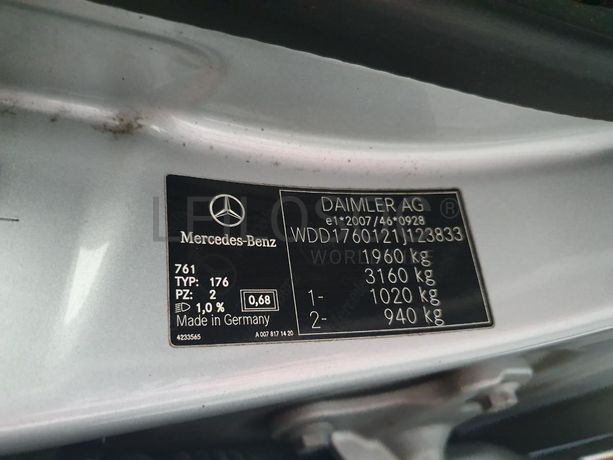 Mercedes-Benz
761
TYP: 176
PZ: 2
1,0 %
0,68
Made in Germany
4233565
A 007 817 14 20
DAIMLER AG
e1*2007/46*0928
WDD1760121J123833
1960 kg
3160 kg
1- 1020 kg
2- 940 kg